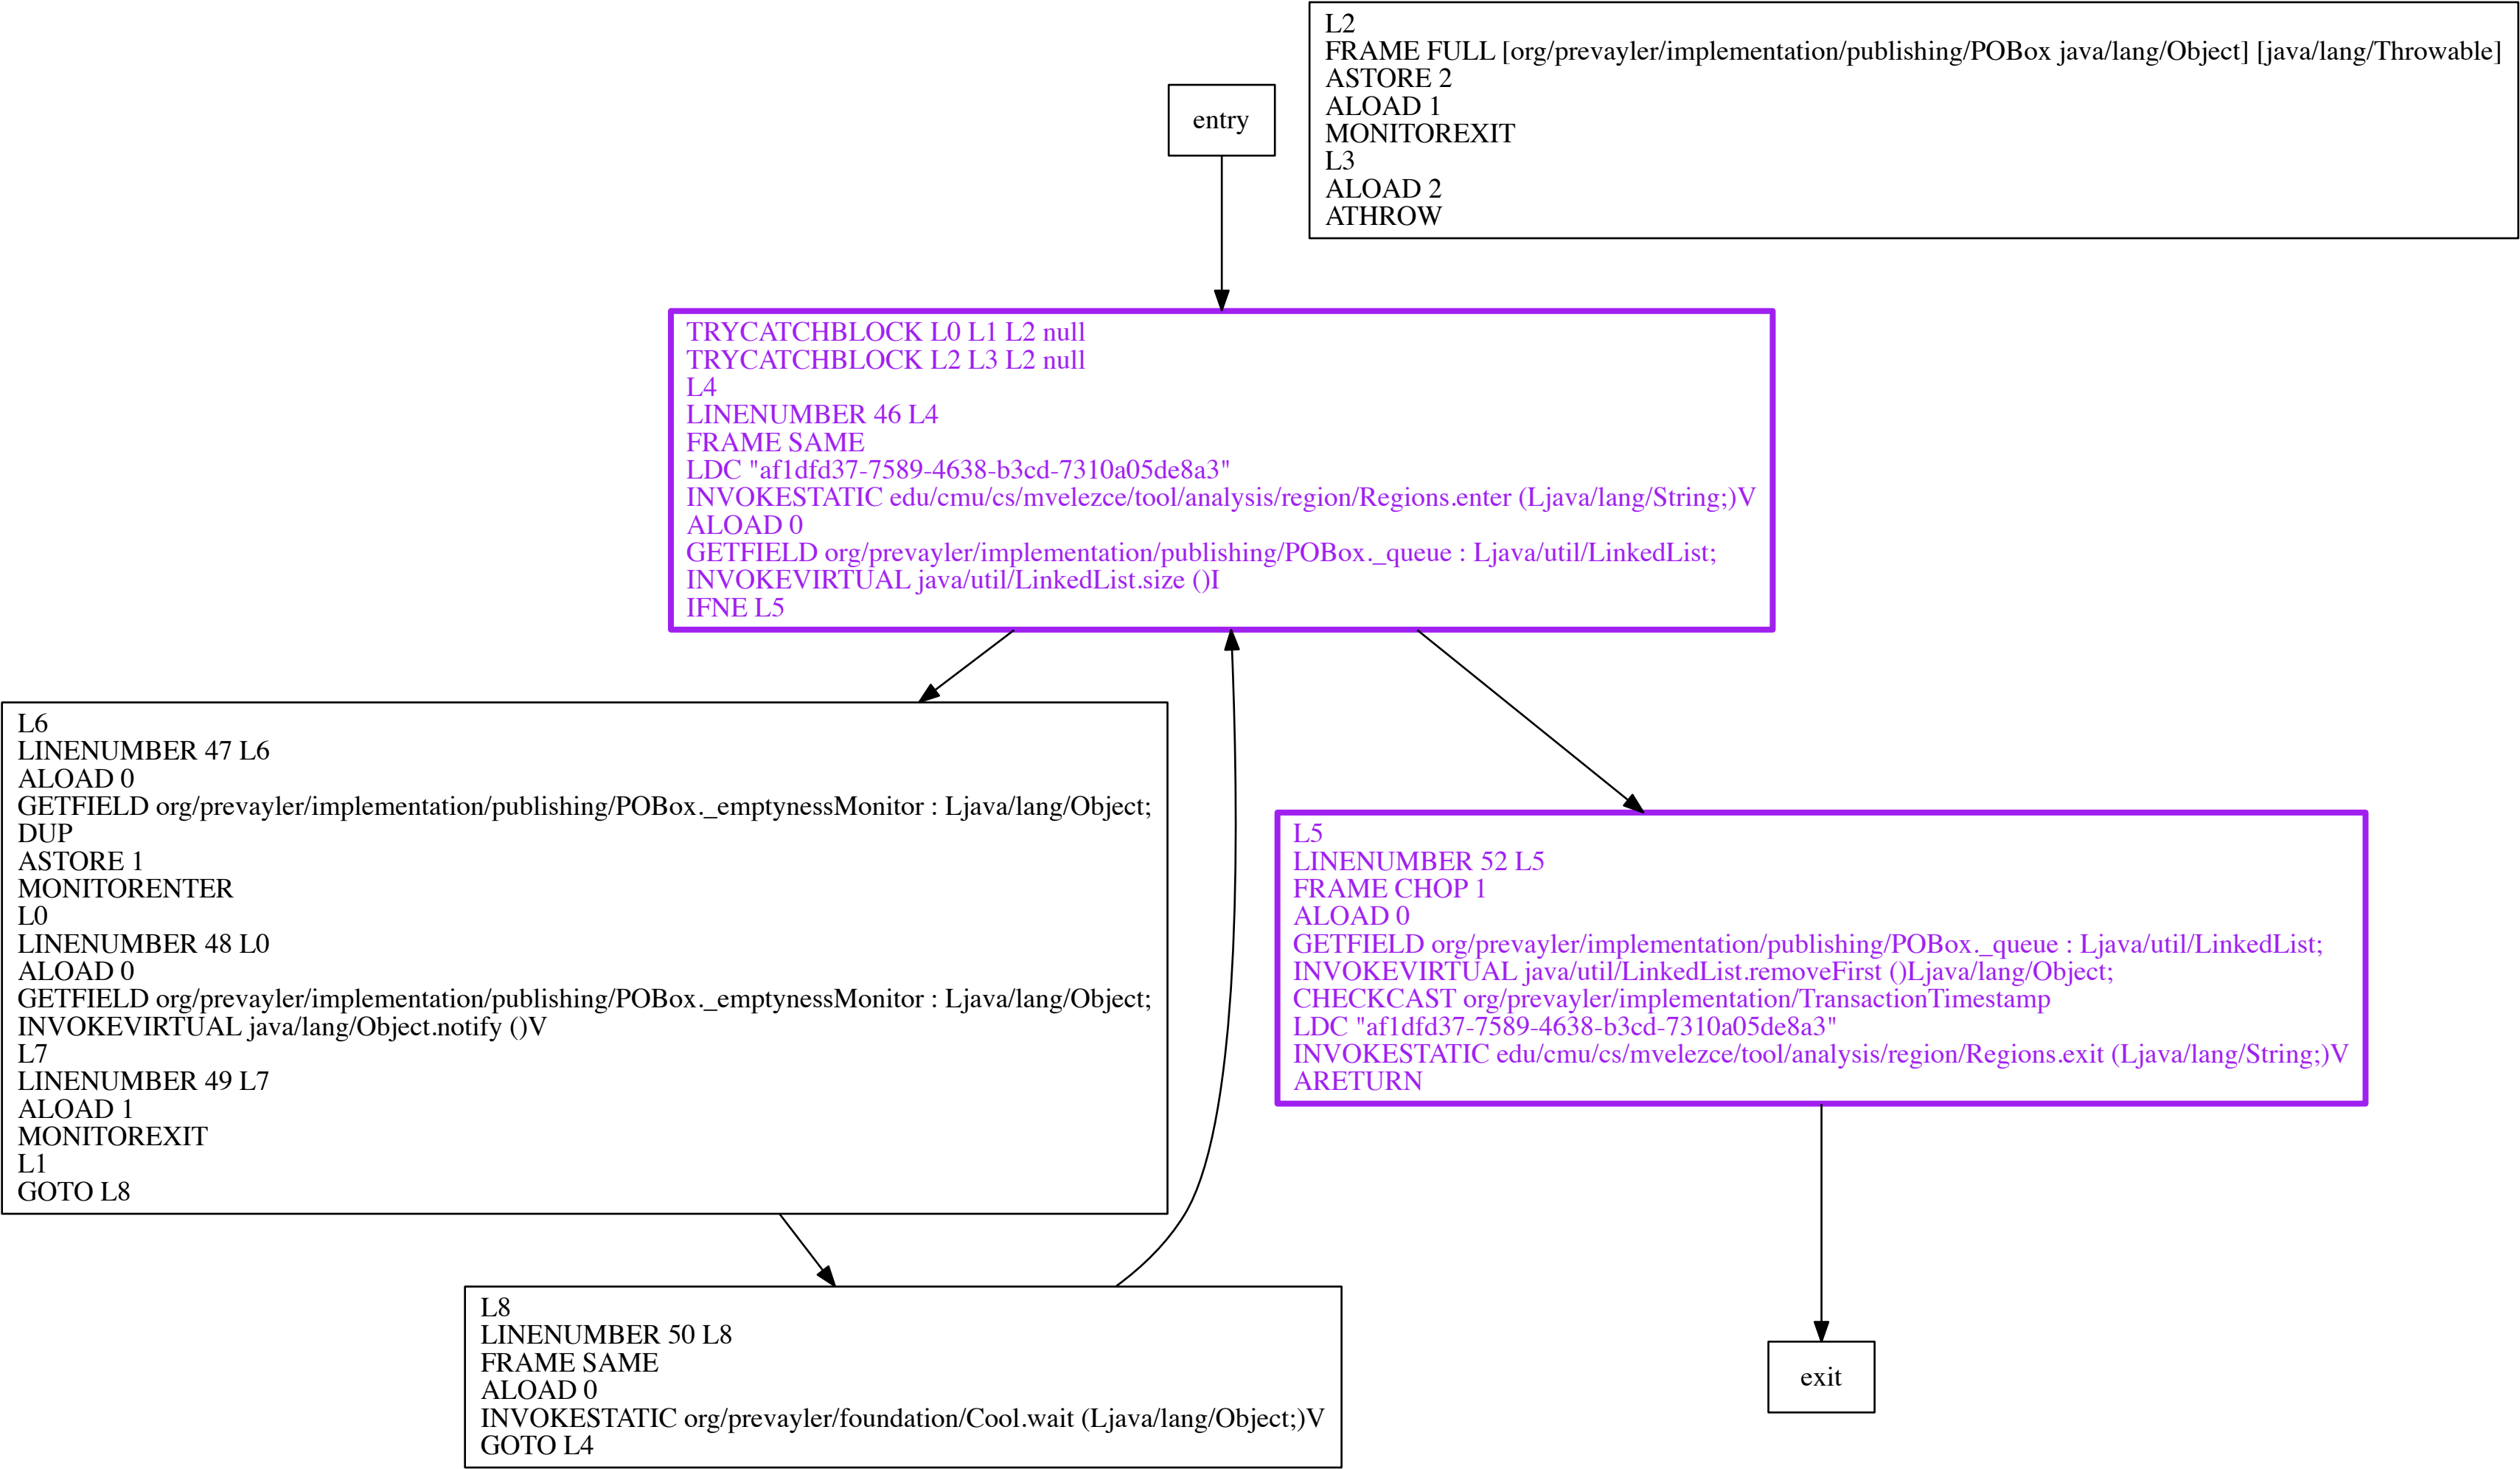 L2
FRAME FULL [org/prevayler/implementation/publishing/POBox java/lang/Object] [java/lang/Throwable]
ASTORE 2
ALOAD 1
MONITOREXIT
L3
ALOAD 2
ATHROW
entry
TRYCATCHBLOCK L0 L1 L2 null
TRYCATCHBLOCK L2 L3 L2 null
L4
LINENUMBER 46 L4
FRAME SAME
LDC "af1dfd37-7589-4638-b3cd-7310a05de8a3"
INVOKESTATIC edu/cmu/cs/mvelezce/tool/analysis/region/Regions.enter (Ljava/lang/String;)V
ALOAD 0
GETFIELD org/prevayler/implementation/publishing/POBox._queue : Ljava/util/LinkedList;
INVOKEVIRTUAL java/util/LinkedList.size ()I
IFNE L5
L6
LINENUMBER 47 L6
ALOAD 0
GETFIELD org/prevayler/implementation/publishing/POBox._emptynessMonitor : Ljava/lang/Object;
DUP
ASTORE 1
MONITORENTER
L0
LINENUMBER 48 L0
ALOAD 0
GETFIELD org/prevayler/implementation/publishing/POBox._emptynessMonitor : Ljava/lang/Object;
INVOKEVIRTUAL java/lang/Object.notify ()V
L7
LINENUMBER 49 L7
ALOAD 1
MONITOREXIT
L1
GOTO L8
L5
LINENUMBER 52 L5
FRAME CHOP 1
ALOAD 0
GETFIELD org/prevayler/implementation/publishing/POBox._queue : Ljava/util/LinkedList;
INVOKEVIRTUAL java/util/LinkedList.removeFirst ()Ljava/lang/Object;
CHECKCAST org/prevayler/implementation/TransactionTimestamp
LDC "af1dfd37-7589-4638-b3cd-7310a05de8a3"
INVOKESTATIC edu/cmu/cs/mvelezce/tool/analysis/region/Regions.exit (Ljava/lang/String;)V
ARETURN
L8
LINENUMBER 50 L8
FRAME SAME
ALOAD 0
INVOKESTATIC org/prevayler/foundation/Cool.wait (Ljava/lang/Object;)V
GOTO L4
exit